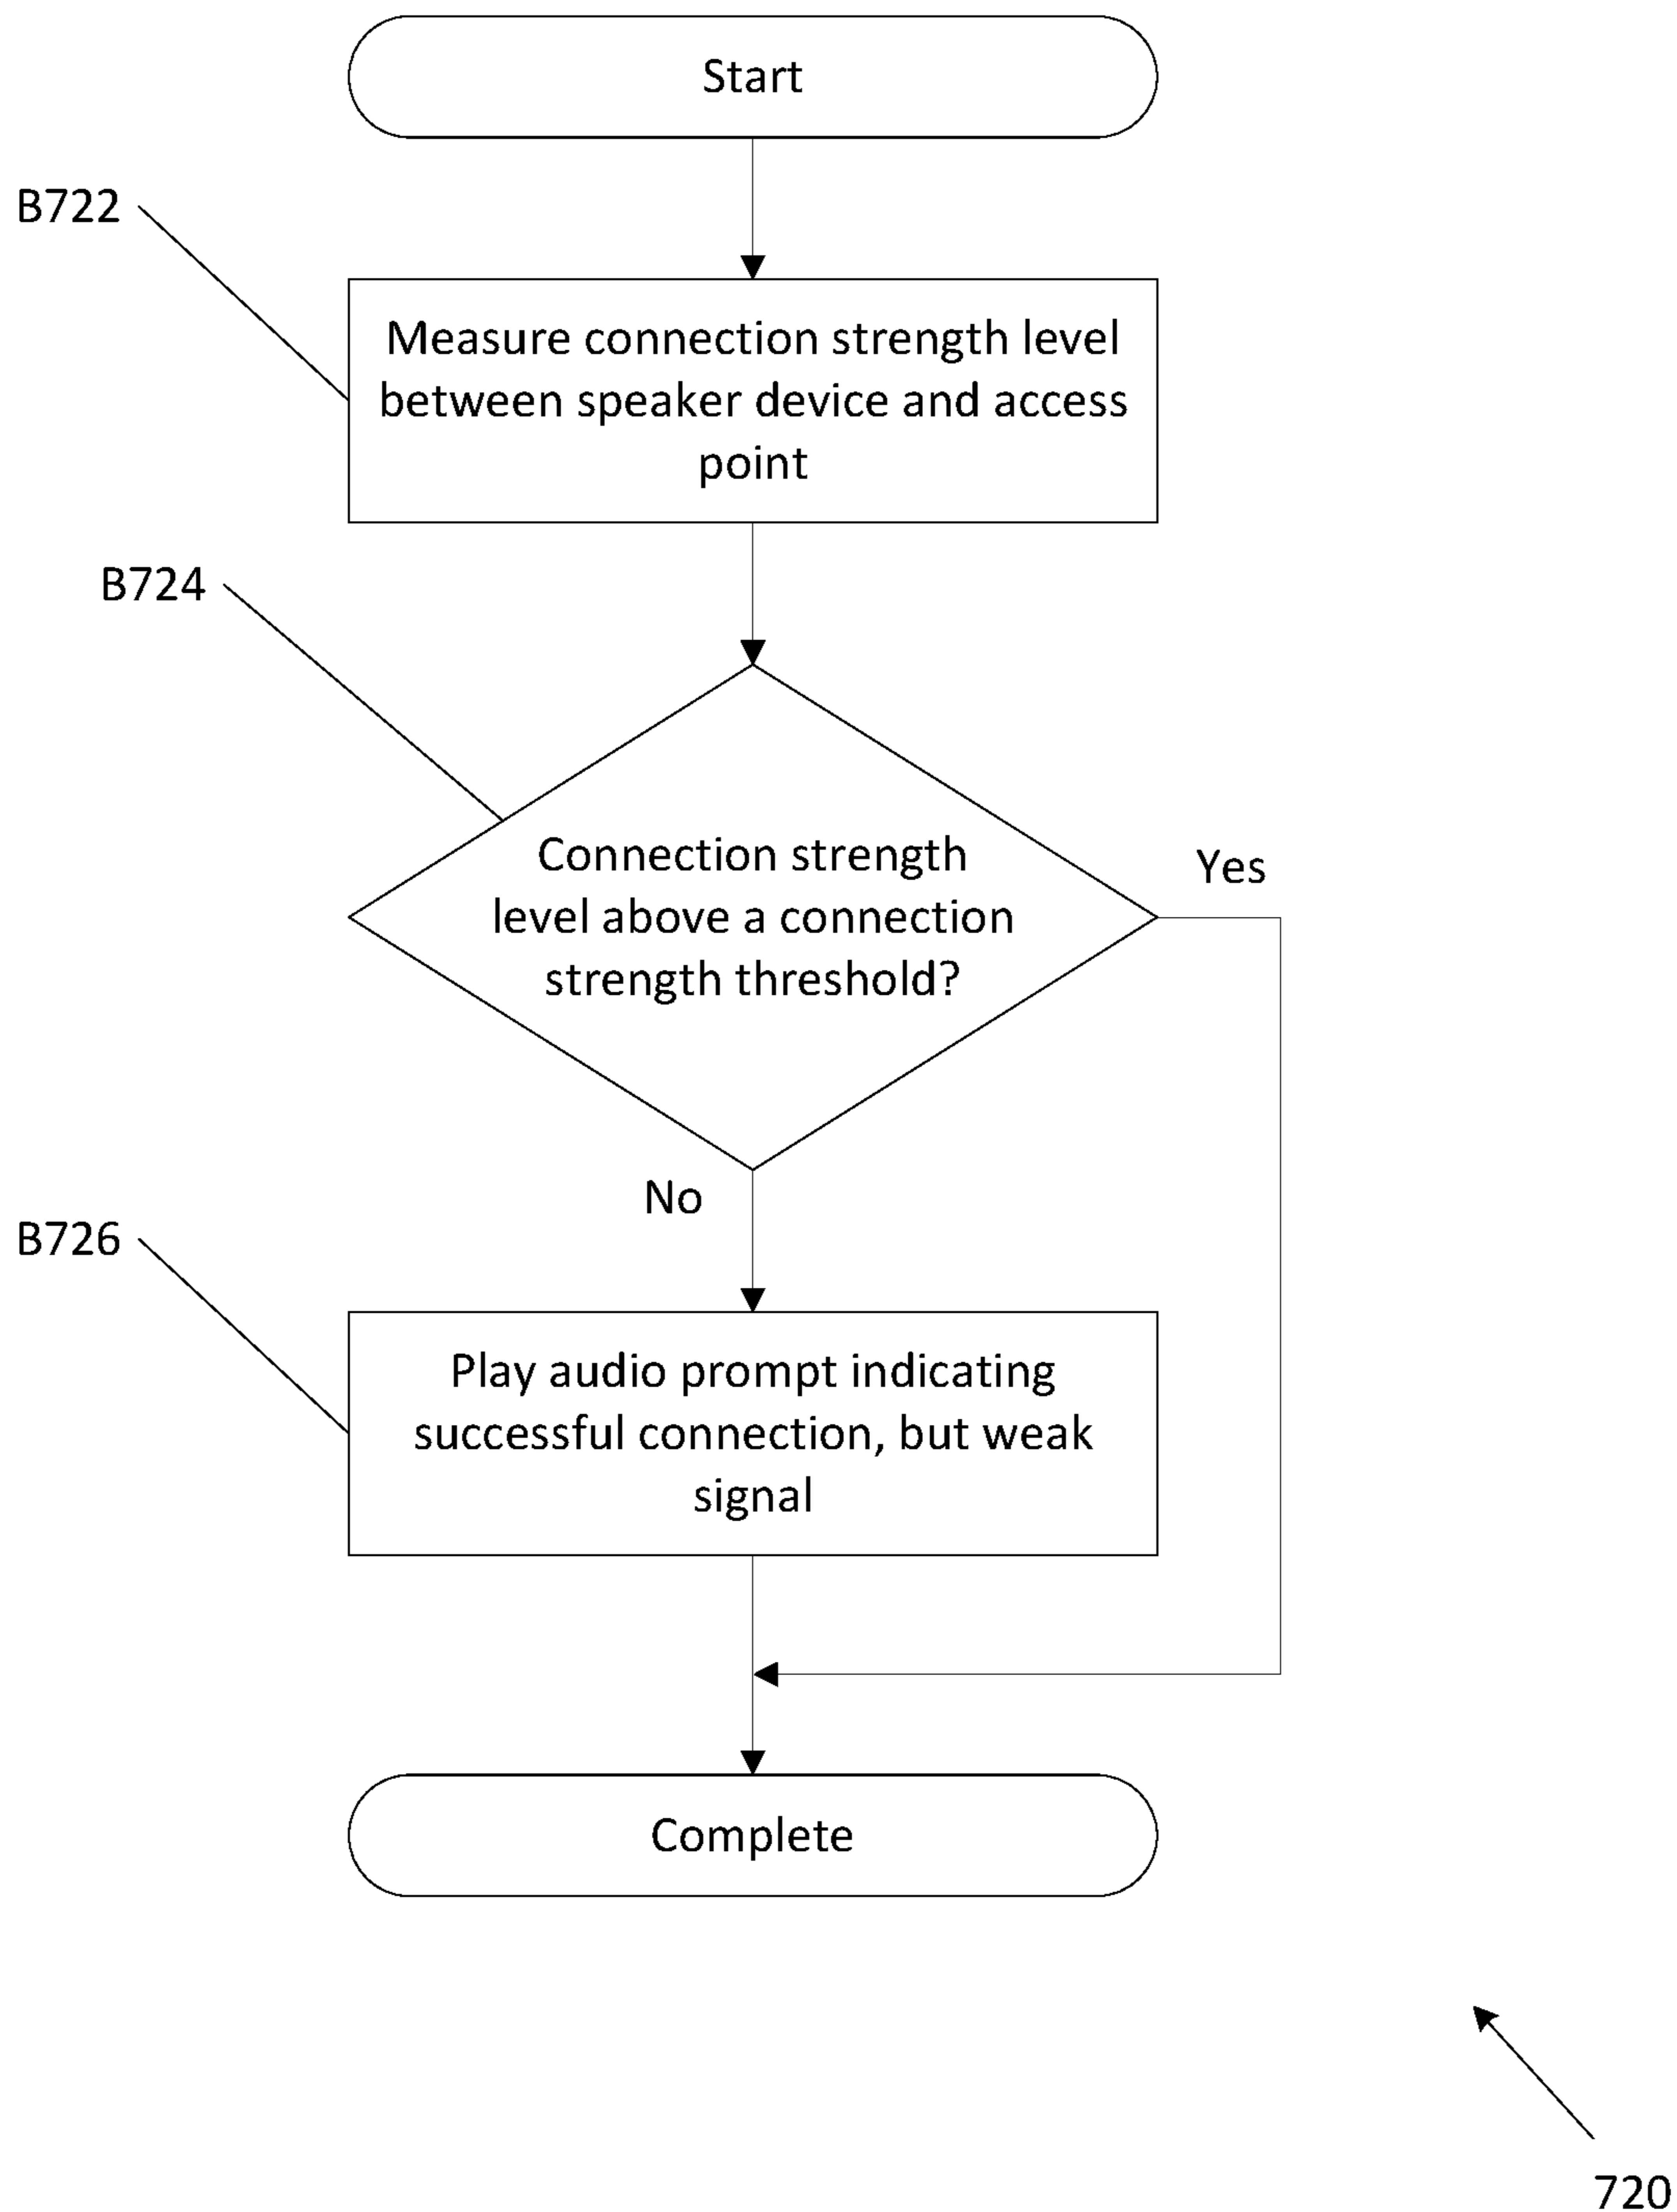 Start
B722
Measure connection strength level
between speaker device and access
point
B724
Connection strength
level above a connection
strength threshold?
Yes
No
B726
Play audio prompt indicating
successful connection, but weak
signal
Complete
720